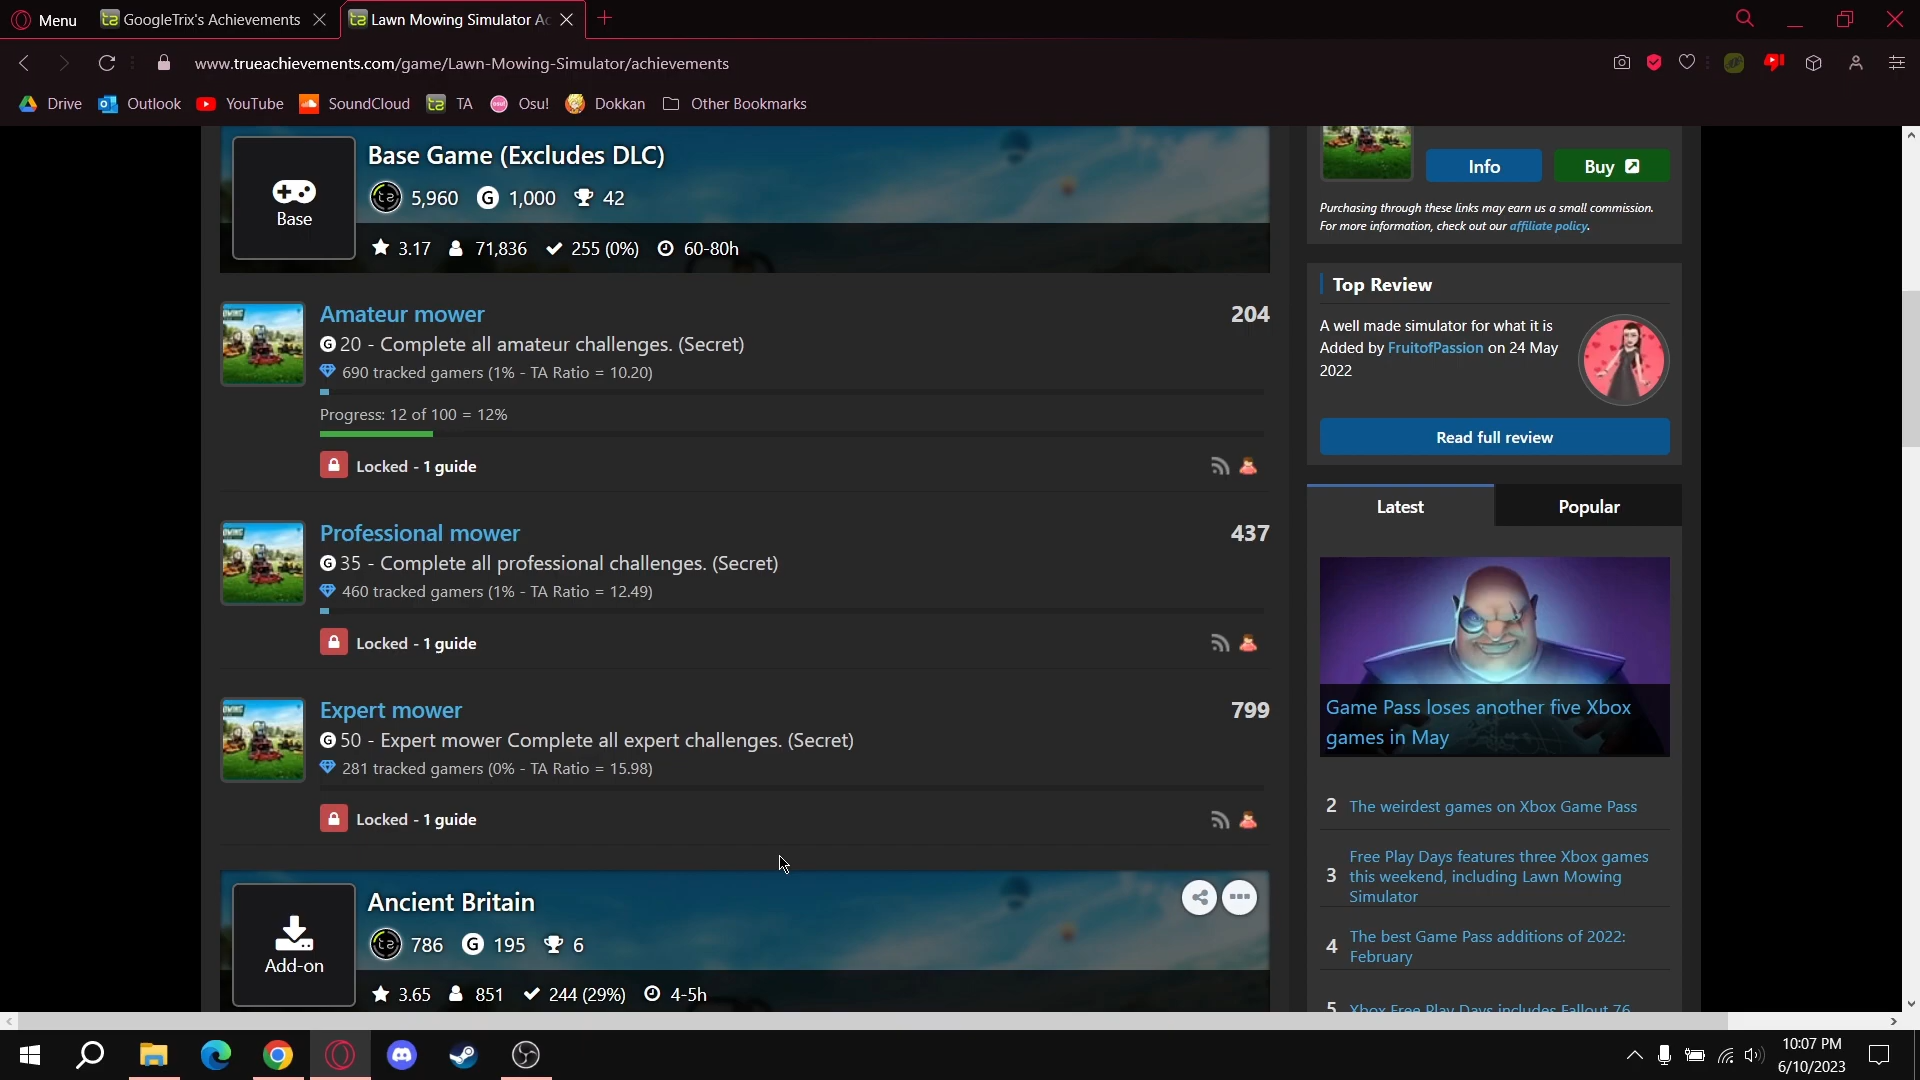 Menu
GoogleTrix's Achievements
Lawn Mowing Simulator Ac
www.trueachievements.com/game/Lawn-Mowing-Simulator/achievements
Drive
Outlook
YouTube
SoundCloud
TA
Osu!
Dokkan
Other Bookmarks
Base
Base Game (Excludes DLC)
5,960 1,000 42
3.17 71,836 255 (0%) 60-80h
Amateur mower 204
G 20 - Complete all amateur challenges. (Secret)
690 tracked gamers (1% - TA Ratio = 10.20)
Progress: 12 of 100 = 12%
Locked - 1 guide
Professional mower 437
G 35 - Complete all professional challenges. (Secret)
460 tracked gamers (1% - TA Ratio = 12.49)
Locked - 1 guide
Expert mower 799
G 50 - Expert mower Complete all expert challenges. (Secret)
281 tracked gamers (0% - TA Ratio = 15.98)
Locked - 1 guide
Add-on
Ancient Britain
786 G 195 6
3.65 851 244 (29%) 4-5h
Info
Buy
Purchasing through these links may earn us a small commission.
For more information, check out our affiliate policy.
Top Review
A well made simulator for what it is
Added by FruitofPassion on 24 May
2022
Read full review
Latest
Popular
Game Pass loses another five Xbox
games in May
2 The weirdest games on Xbox Game Pass
3 Free Play Days features three Xbox games
this weekend, including Lawn Mowing
Simulator
4 The best Game Pass additions of 2022:
February
5 Xbox Free Play Days includes Fallout 76
10:07 PM
6/10/2023